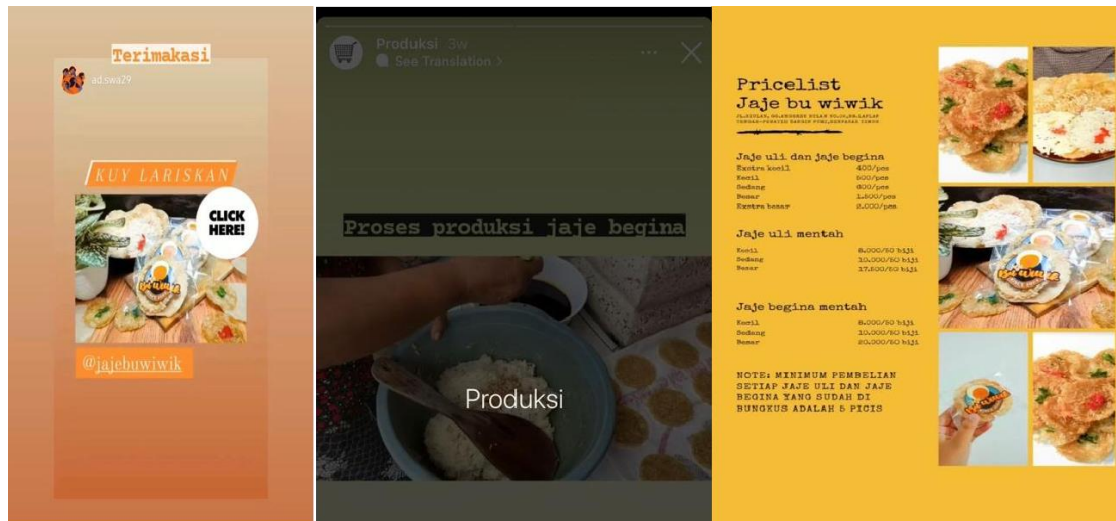 Terimakasi
ad.swa29
KUY LARISKAN
CLICK
HERE!
@jajebuwiwik
Produksi 3w
See Translation >
Proses produksi jaje begina
Produksi
Pricelist
Jaje bu wiwik
Jaje uli dan jaje begina
Exstra kecil 400/pcs
Kecil 500/pcs
Sedang 600/pcs
Besar 1.500/pcs
Exstra besar 2.000/pcs
Jaje uli mentah
Kecil 8.000/50 biji
Sedang 10.000/50 biji
Besar 17.500/50 biji
Jaje begina mentah
Kecil 8.000/50 biji
Sedang 10.000/50 biji
Besar 20.000/50 biji
NOTE: MINIMUM PEMBELIAN
SETIAP JAJE ULI DAN JAJE
BEGINA YANG SUDAH DI
BUNGKUS ADALAH 5 PICIS